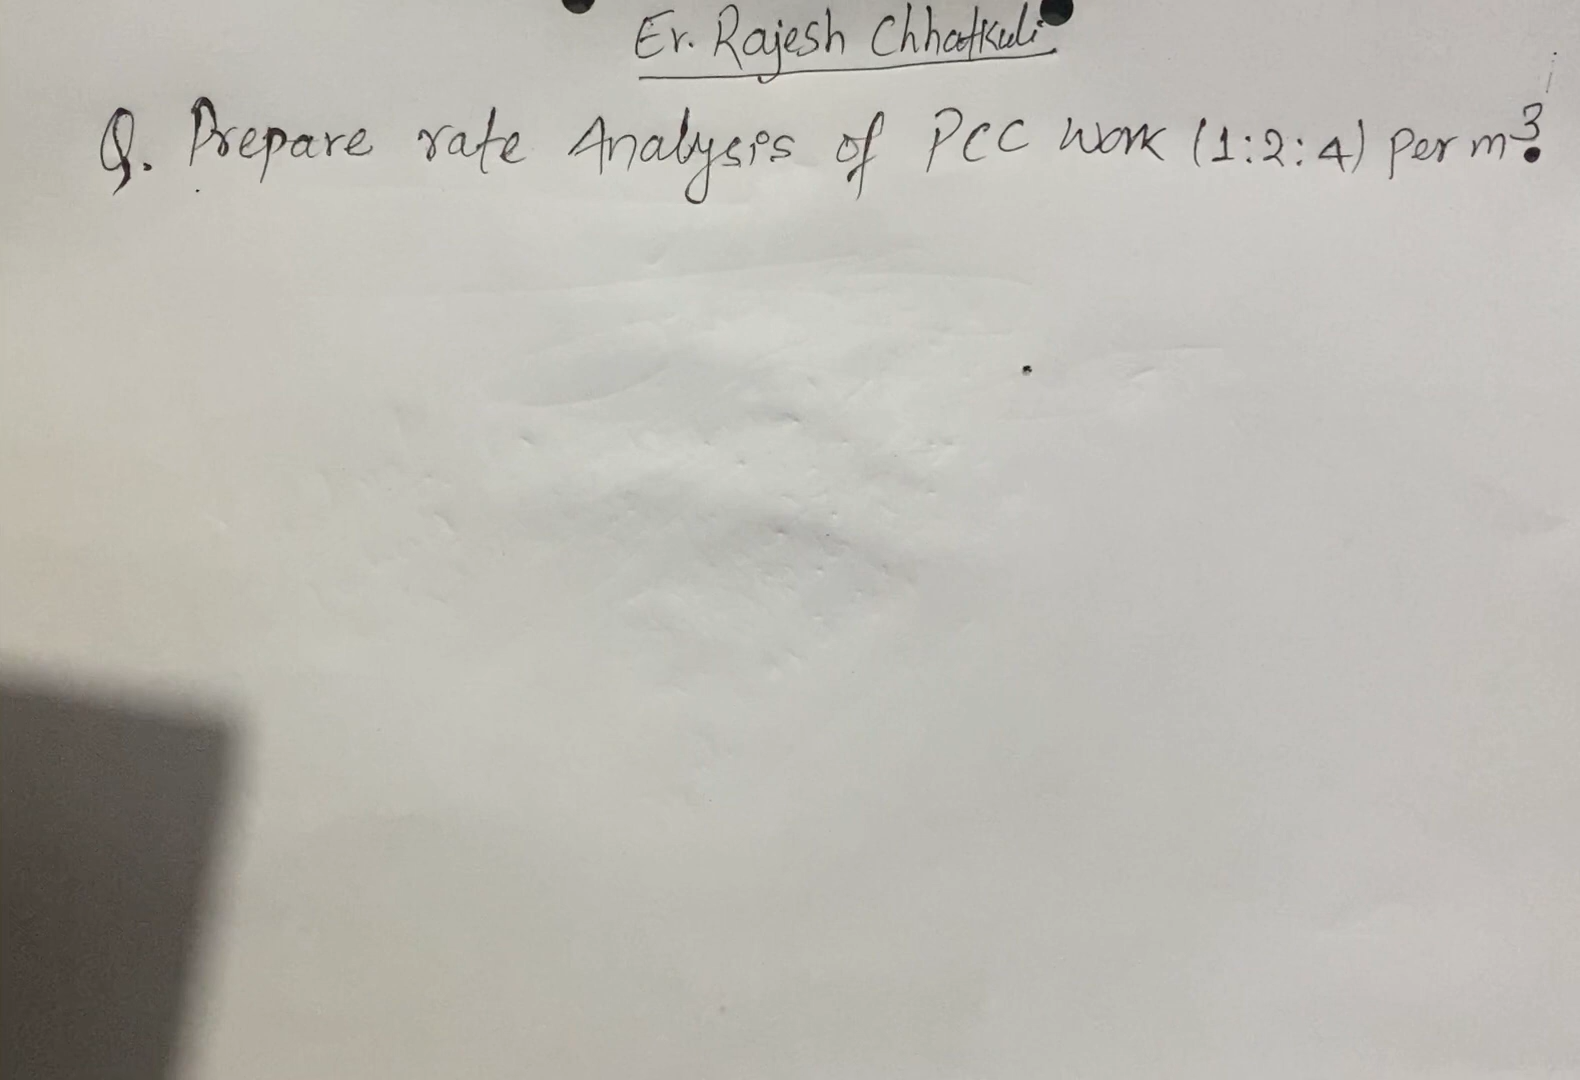 Er. Rajesh Chhatkuli
Q. Prepare rate Analysis of PCC Work (1:2:4) Per m³.